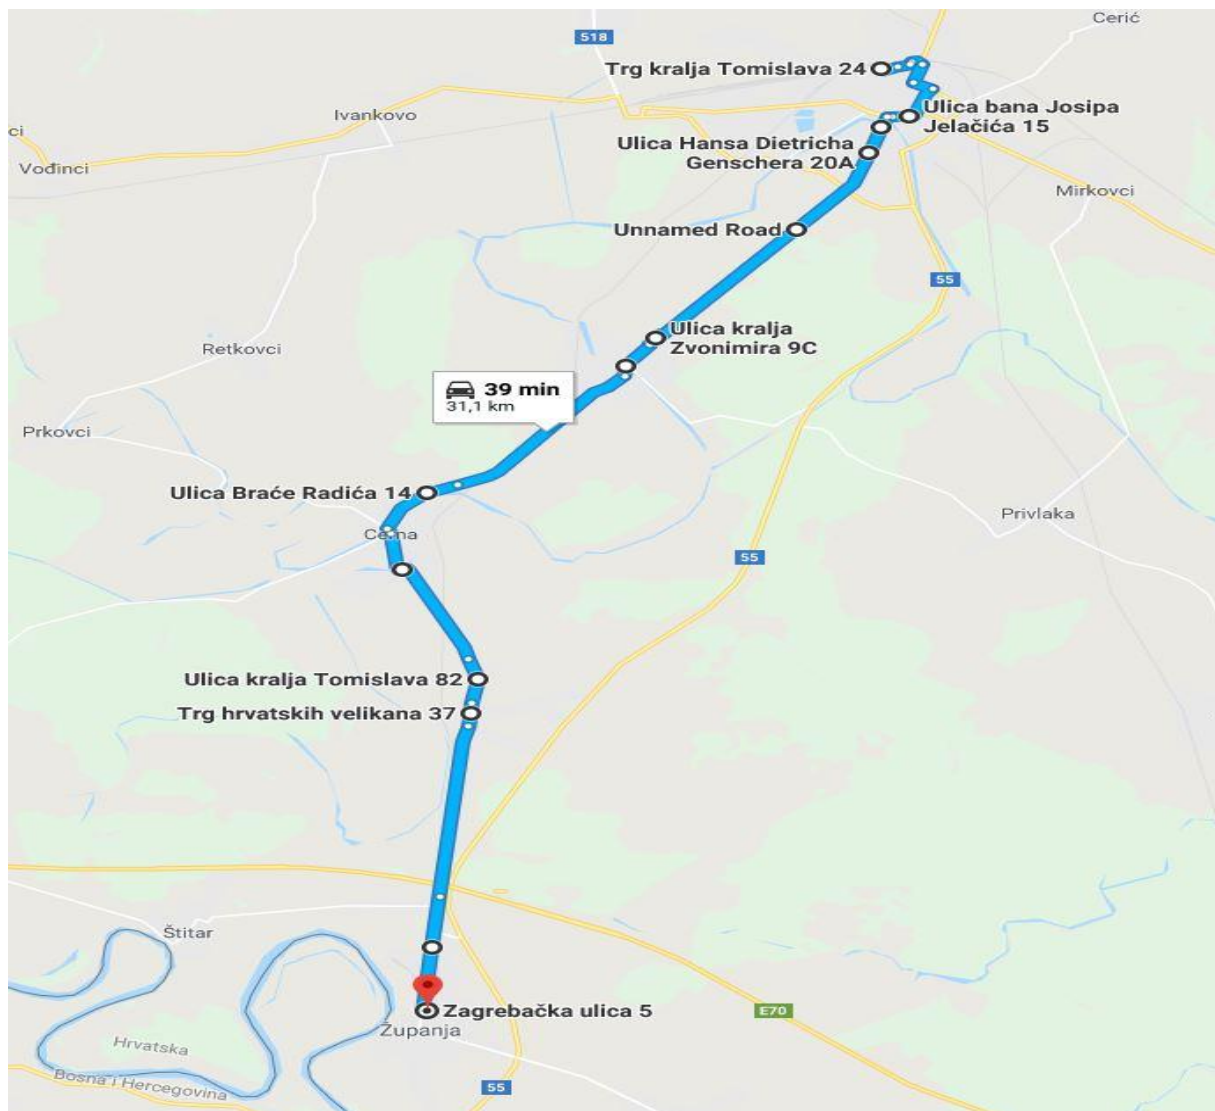 Cerić
518
Trg kralja Tomislava 24
Ivankovo
Ulica bana Josipa
Jelačića 15
ci
Ulica Hansa Dietricha
Genschera 20A
Vođinci
Mirkovci
Unnamed Road
55
Ulica kralja
Zvonimira 9C
Retkovci
39 min
31,1 km
Prkovci
Ulica Braće Radića 14
Privlaka
Cerna
55
Ulica kralja Tomislava 82
Trg hrvatskih velikana 37
Štitar
Zagrebačka ulica 5
E70
Županja
Hrvatska
Bosna i Hercegovina
55